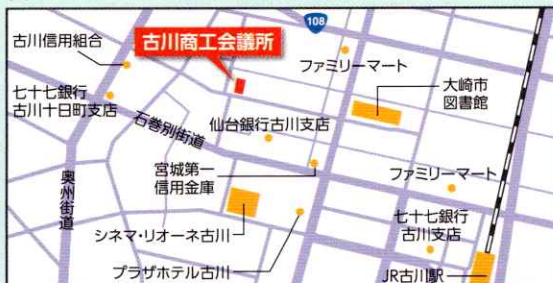 108
古川信用組合
古川商工会議所
ファミリーマート
七十七銀行
古川十日町支店
大崎市
図書館
石巻別街道
仙台銀行古川支店
宮城第一
信用金庫
ファミリーマート
奥州街道
シネマ・リオーネ古川
七十七銀行
古川支店
プラザホテル古川
JR古川駅